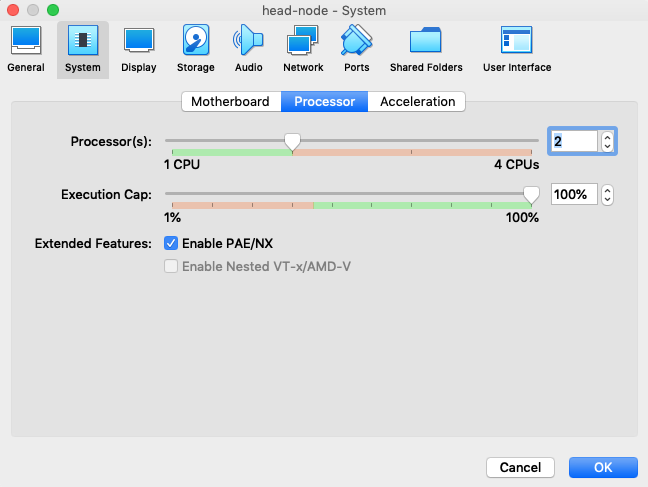 head-node - System
General System Display Storage Audio Network Ports Shared Folders User Interface
Motherboard Processor Acceleration
Processor(s): 2
1 CPU 4 CPUs
Execution Cap: 100%
1% 100%
Extended Features: Enable PAE/NX
Enable Nested VT-x/AMD-V
Cancel OK